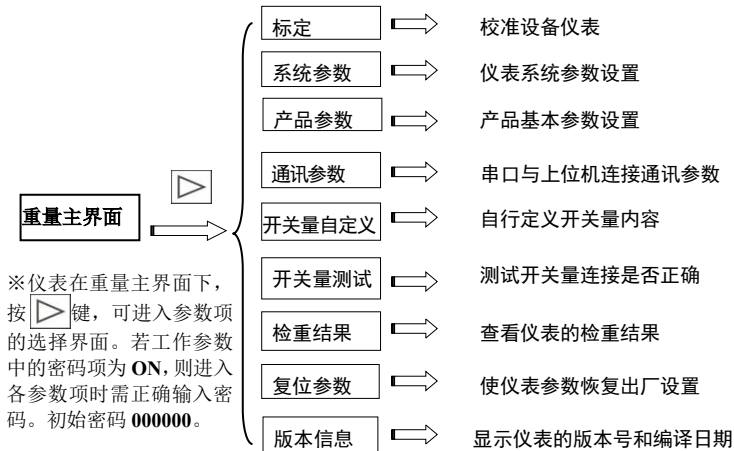 标定 校准设备仪表
系统参数 仪表系统参数设置
产品参数 产品基本参数设置
通讯参数 串口与上位机连接通讯参数
重量主界面
开关量自定义 自行定义开关量内容
开关量测试 测试开关量连接是否正确
检重结果 查看仪表的检重结果
复位参数 使仪表参数恢复出厂设置
版本信息 显示仪表的版本号和编译日期
※仪表在重量主界面下，
按 键，可进入参数项
的选择界面。若工作参数
中的密码项为 ON，则进入
各参数项时需正确输入密
码。初始密码 000000。